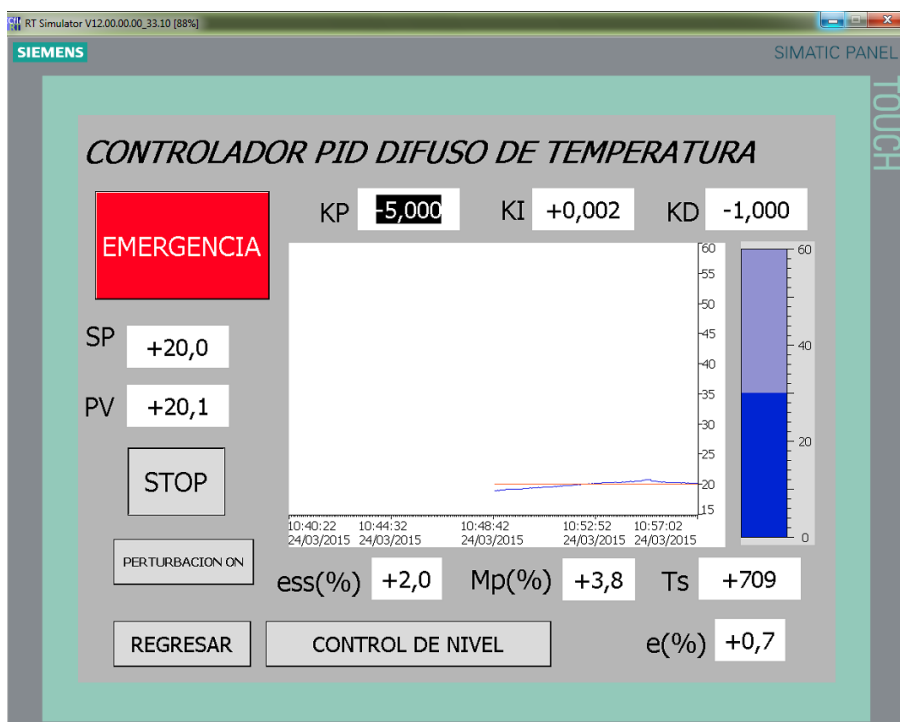 RT Simulator V12.00.00.00_33.10 [88%]
SIEMENS
SIMATIC PANEL
TOUCH
CONTROLADOR PID DIFUSO DE TEMPERATURA
EMERGENCIA
KP -5,000 KI +0,002 KD -1,000
SP +20,0
PV +20,1
STOP
PERTURBACION ON
60
55
50
45
40
35
30
25
20
15
60
40
20
0
10:40:22 10:44:32 10:48:42 10:52:52 10:57:02
24/03/2015 24/03/2015 24/03/2015 24/03/2015 24/03/2015
ess(%) +2,0 Mp(%) +3,8 Ts +709
REGRESAR CONTROL DE NIVEL e(%) +0,7